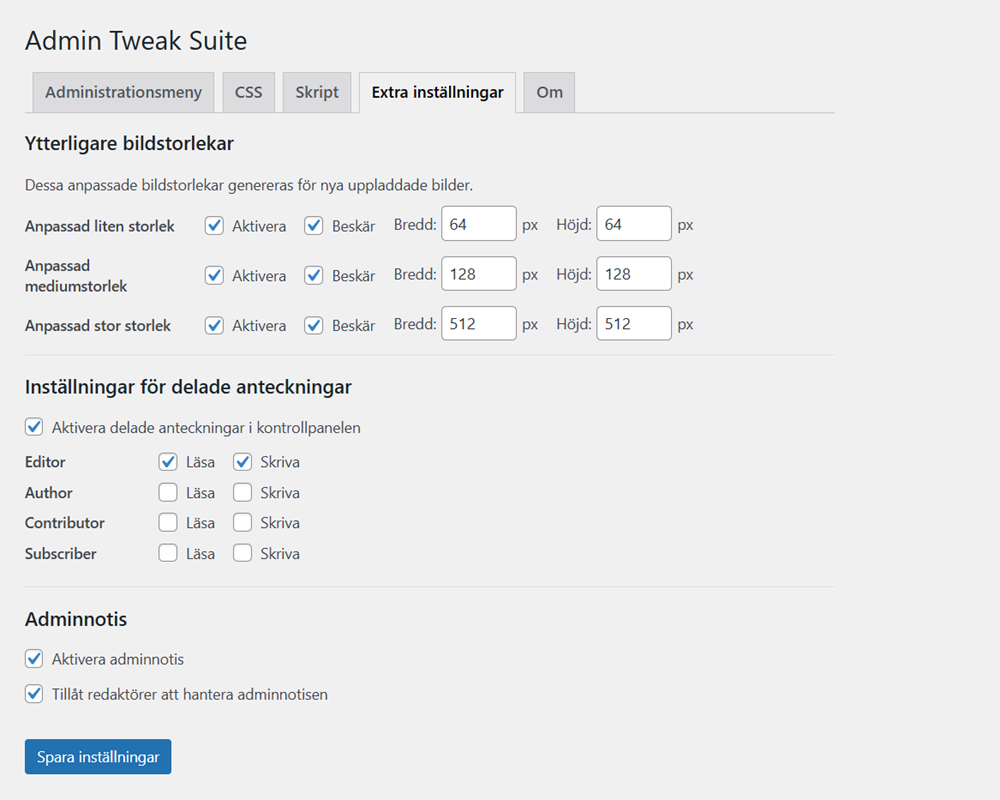 Admin Tweak Suite
Administrationsmeny CSS Skript Extra inställningar Om
Ytterligare bildstorlekar
Dessa anpassade bildstorlekar genereras för nya uppladdade bilder.
Anpassad liten storlek Aktivera Beskär Bredd: 64 px Höjd: 64 px
Anpassad
mediumstorlek Aktivera Beskär Bredd: 128 px Höjd: 128 px
Anpassad stor storlek Aktivera Beskär Bredd: 512 px Höjd: 512 px
Inställningar för delade anteckningar
Aktivera delade anteckningar i kontrollpanelen
Editor Läsa Skriva
Author Läsa Skriva
Contributor Läsa Skriva
Subscriber Läsa Skriva
Adminnotis
Aktivera adminnotis
Tillåt redaktörer att hantera adminnotisen
Spara inställningar